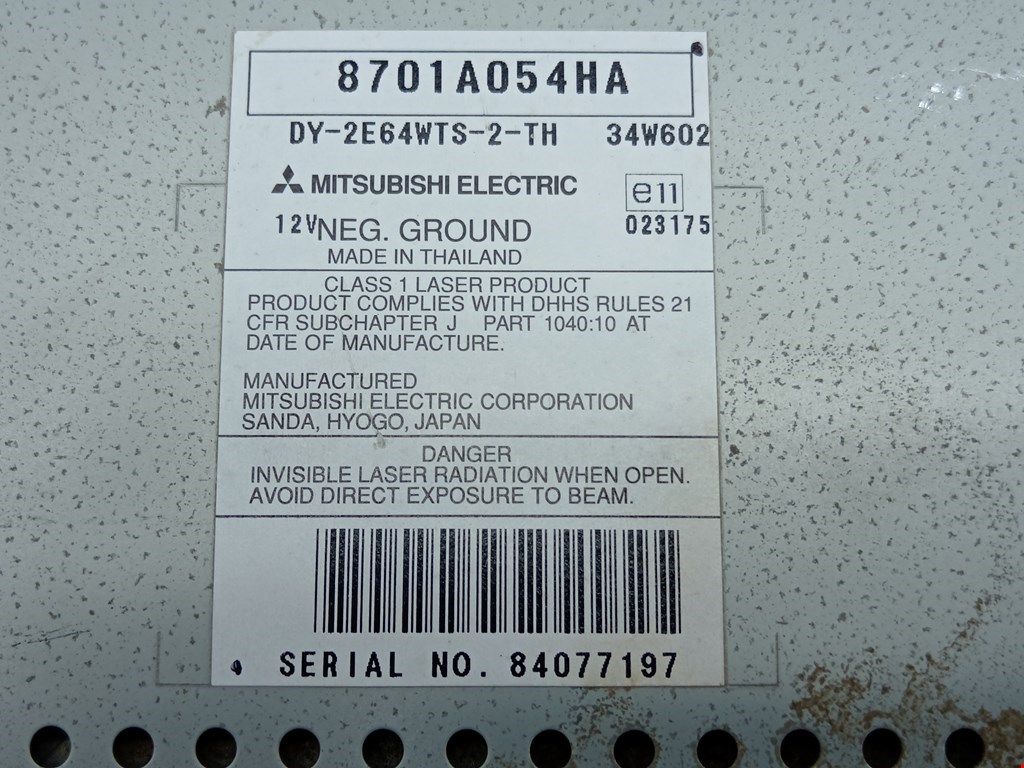 8701A054HA
DY-2E64WTS-2-TH 34W602
MITSUBISHI ELECTRIC e11
12V NEG. GROUND 023175
MADE IN THAILAND
CLASS 1 LASER PRODUCT
PRODUCT COMPLIES WITH DHHS RULES 21
CFR SUBCHAPTER J PART 1040:10 AT
DATE OF MANUFACTURE.
MANUFACTURED
MITSUBISHI ELECTRIC CORPORATION
SANDA, HYOGO, JAPAN
DANGER
INVISIBLE LASER RADIATION WHEN OPEN.
AVOID DIRECT EXPOSURE TO BEAM.
SERIAL NO. 84077197